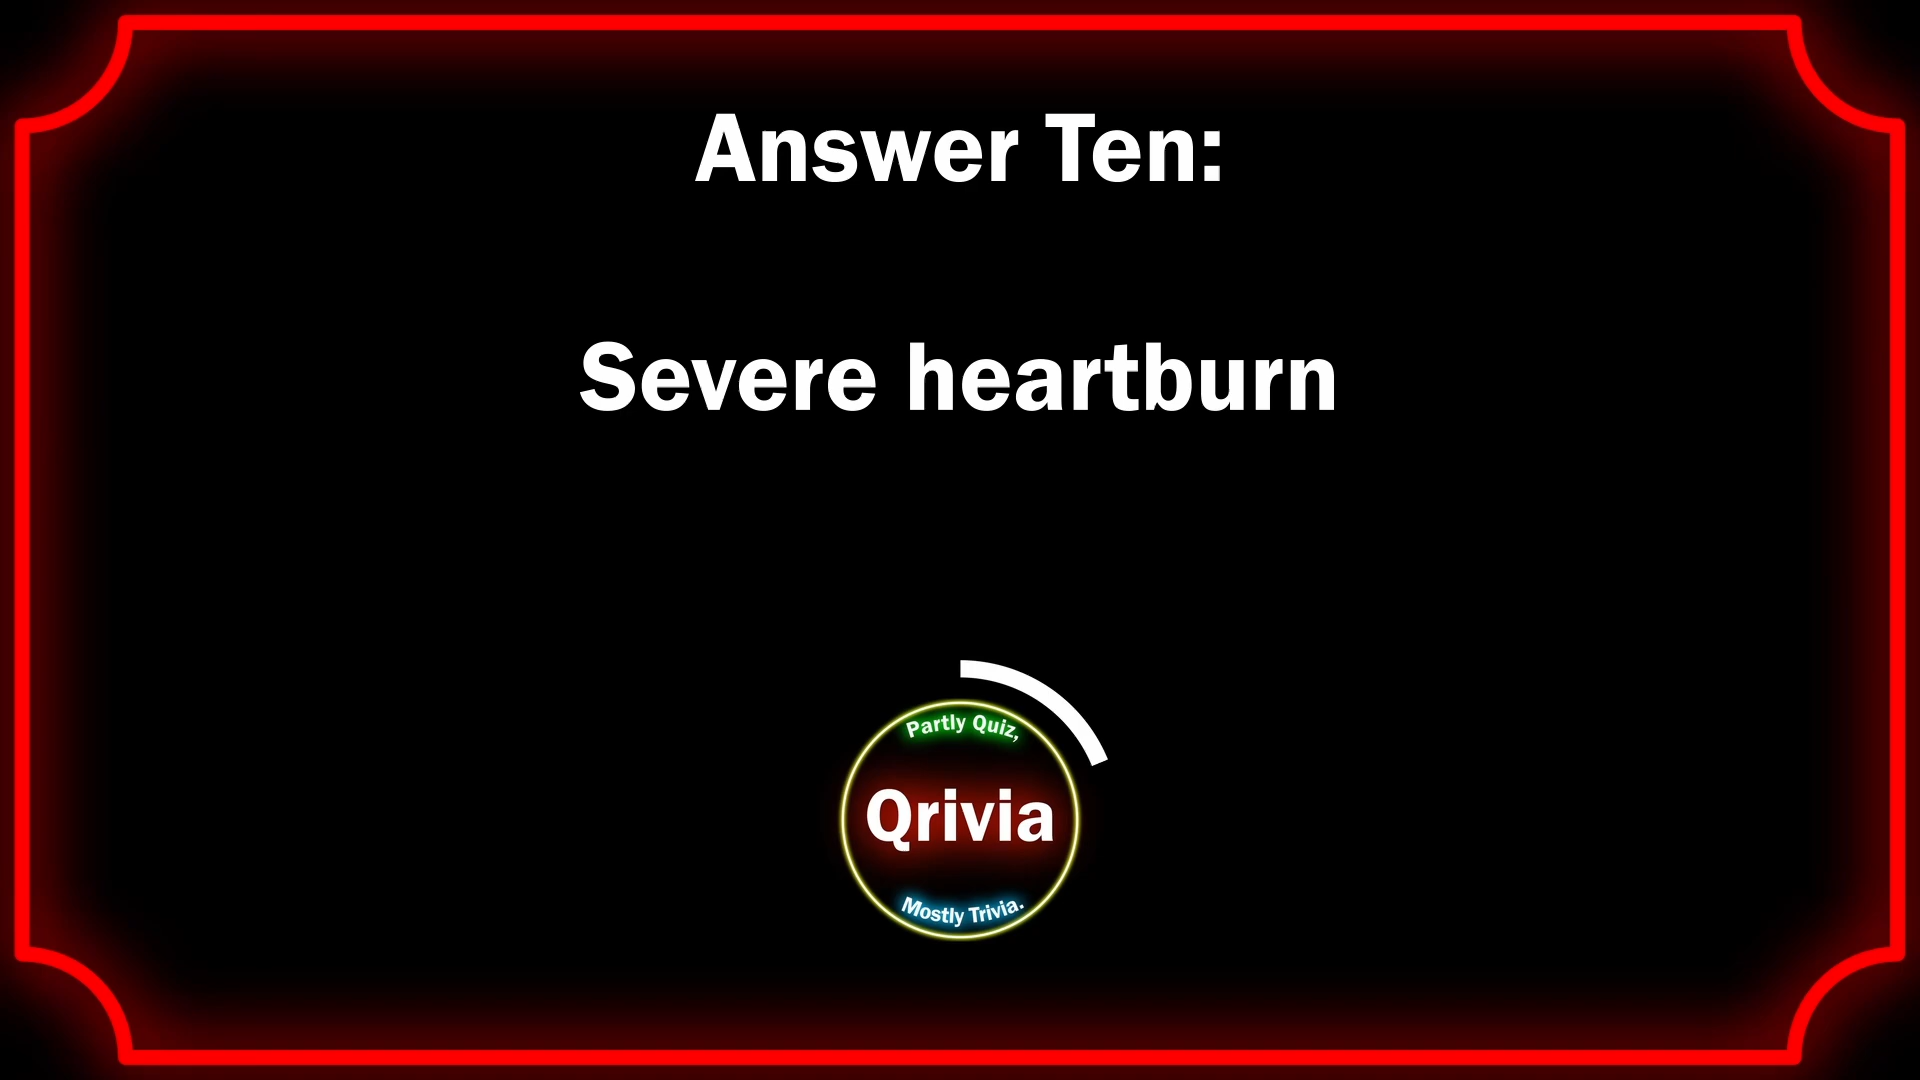 Answer Ten:
Severe heartburn
Partly Quiz,
Qrivia
Mostly Trivia.